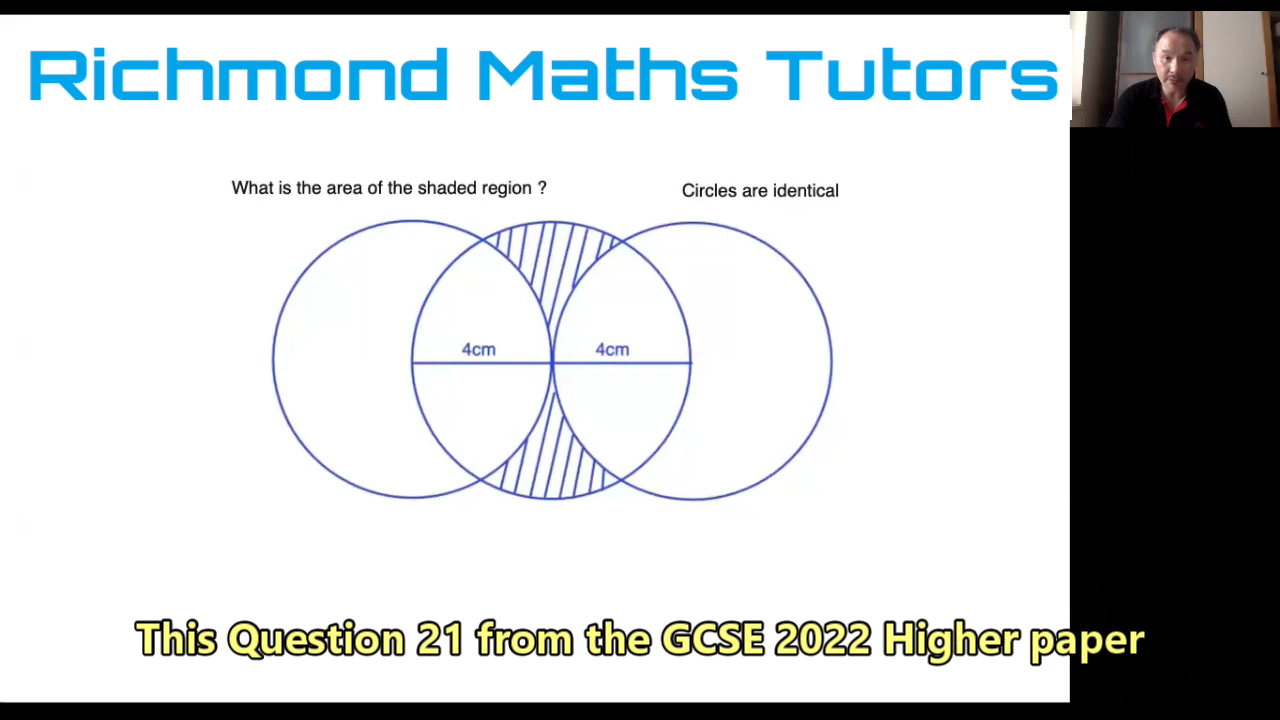 Richmond Maths Tutors
What is the area of the shaded region ?
Circles are identical
4cm
4cm
This Question 21 from the GCSE 2022 Higher paper